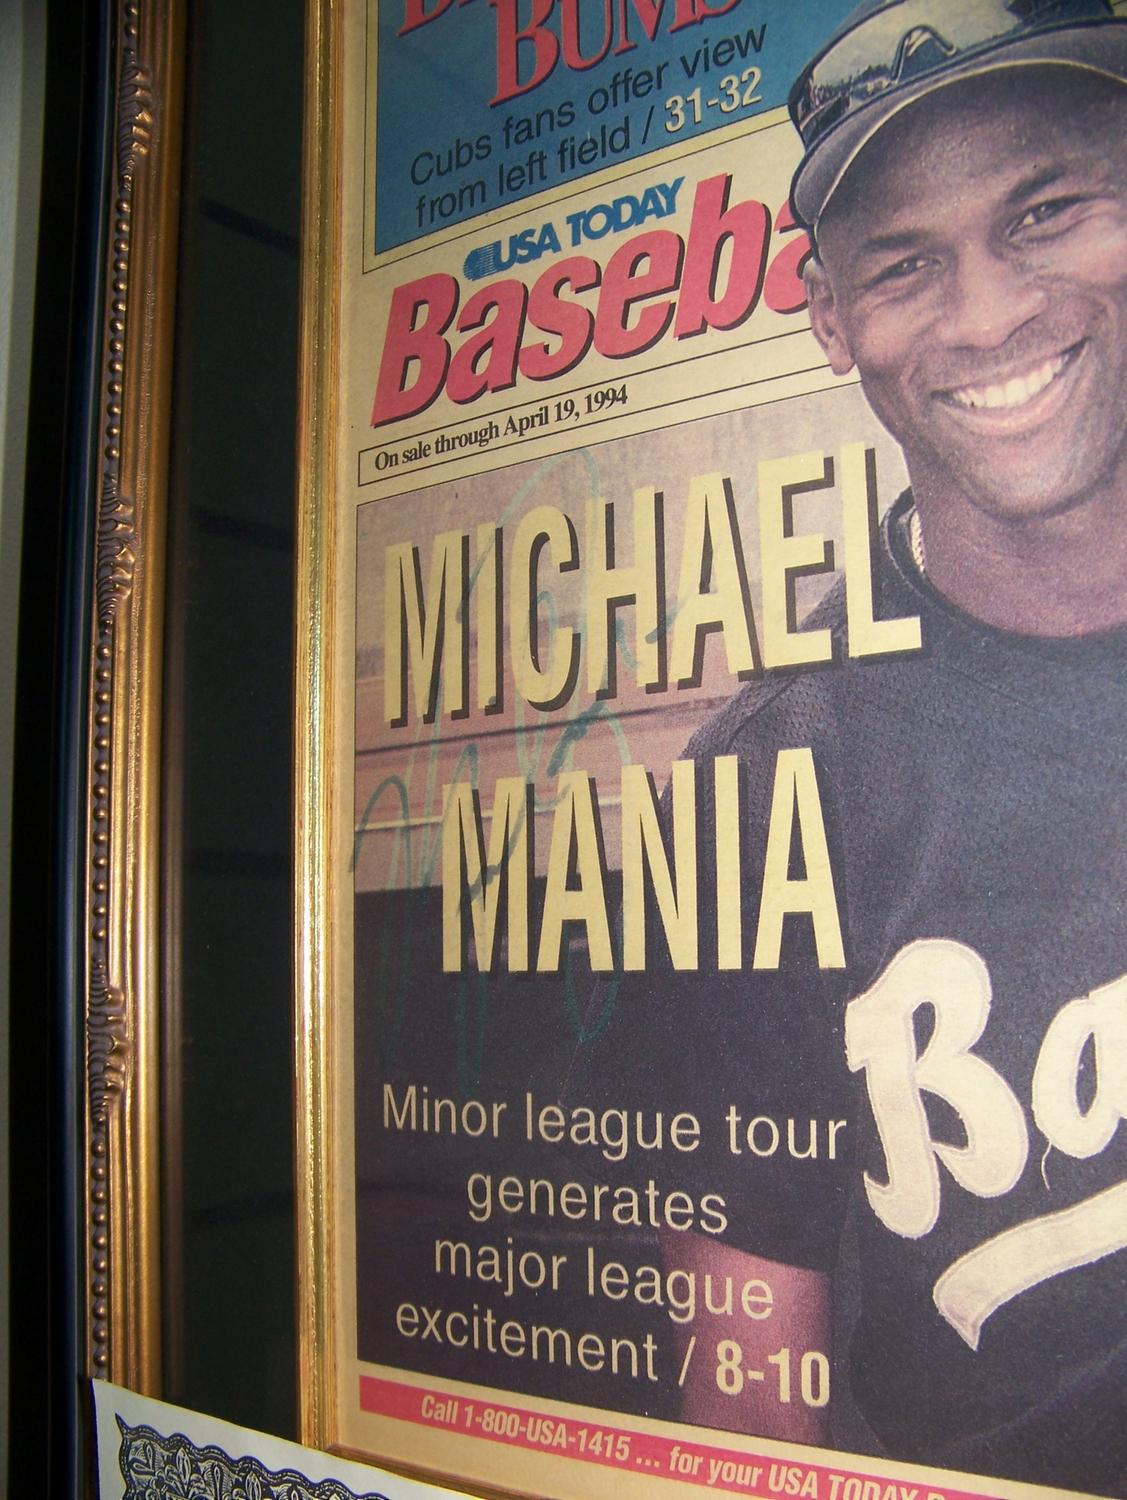 BUMS
Cubs fans offer view
from left field / 31-32
USA TODAY
Baseba
On sale through April 19, 1994
MICHAEL
MANIA
Minor league tour
generates
major league
excitement / 8-10
Ba
Call 1-800-USA-1415 ... for your USA TODAY